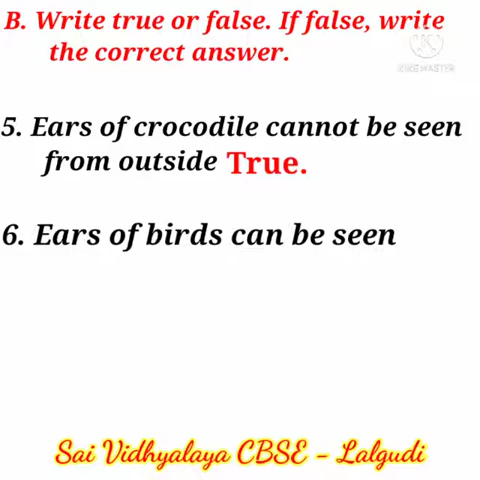 B. Write true or false. If false, write
the correct answer.
KINEMASTER
5. Ears of crocodile cannot be seen
from outside True.
6. Ears of birds can be seen
Sai Vidhyalaya CBSE - Lalgudi